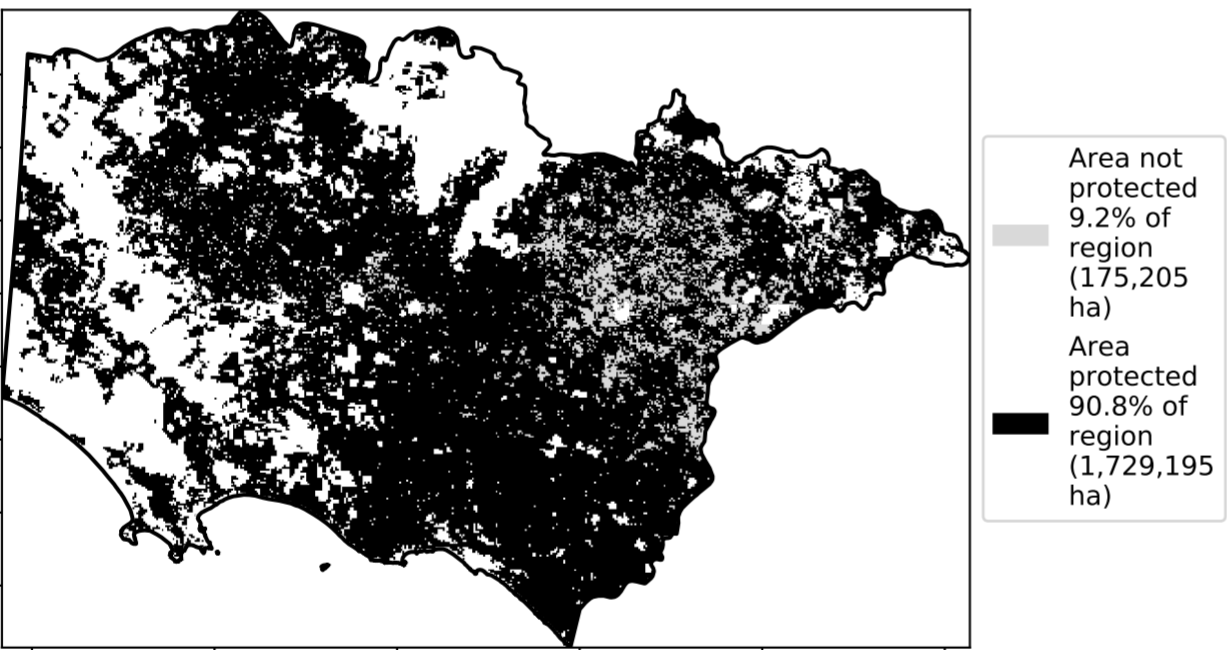 Area not
protected
9.2% of
region
(175,205
ha)
Area
protected
90.8% of
region
(1,729,195
ha)